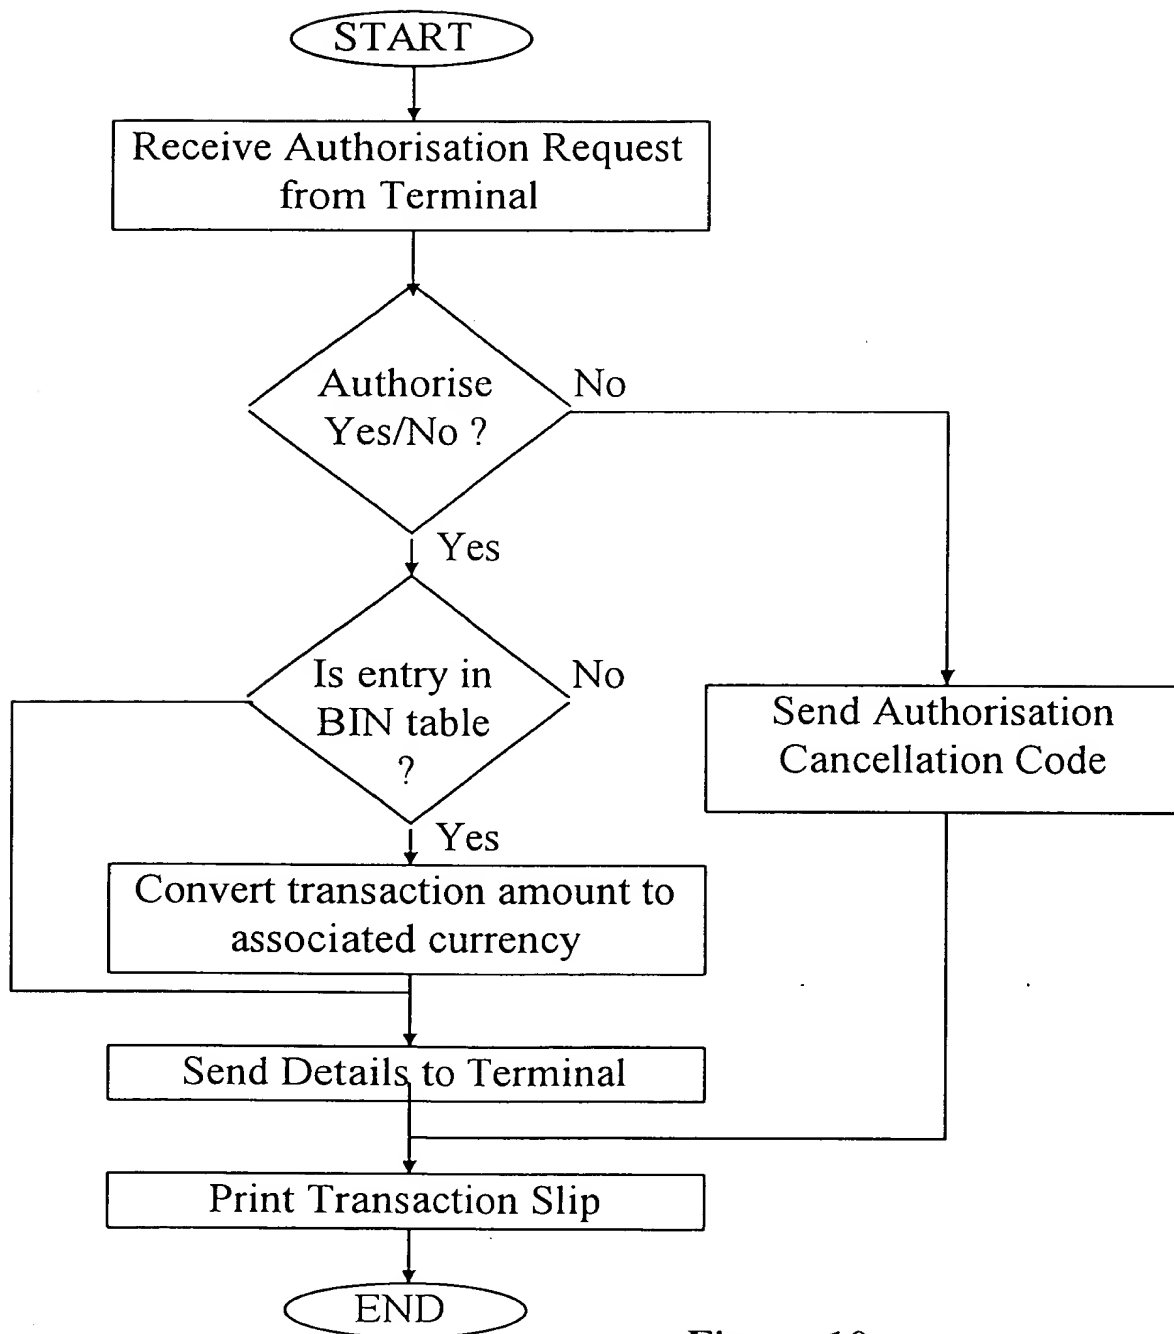 START
Receive Authorisation Request
from Terminal
Authorise
Yes/No ?
No
Yes
Is entry in
BIN table
?
No
Yes
Send Authorisation
Cancellation Code
Convert transaction amount to
associated currency
Send Details to Terminal
Print Transaction Slip
END